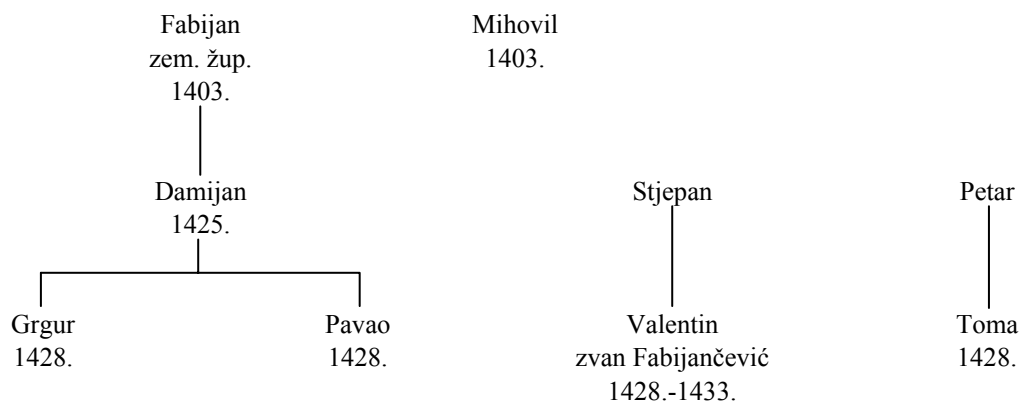 Fabijan
zem. žup.
1403.
Mihovil
1403.
Damijan
1425.
Stjepan
Petar
Grgur
1428.
Pavao
1428.
Valentin
zvan Fabijančević
1428.-1433.
Toma
1428.